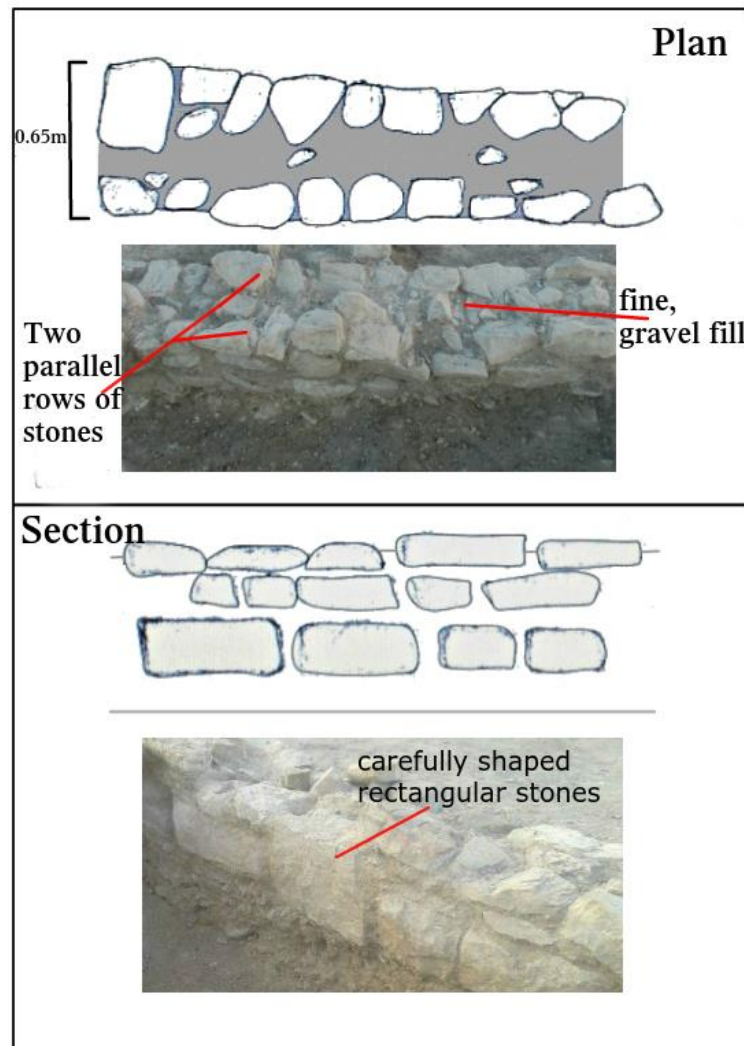 Plan
0.65m
Two
parallel
rows of
stones
fine,
gravel fill
Section
carefully shaped
rectangular stones